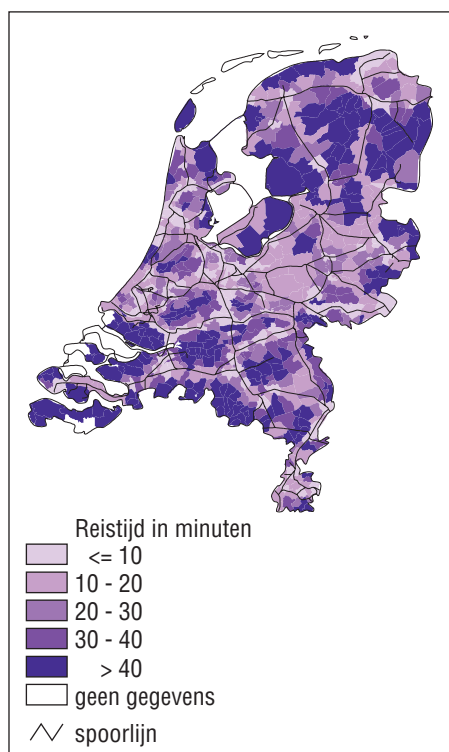 Reistijd in minuten
<= 10
10 - 20
20 - 30
30 - 40
> 40
geen gegevens
spoorlijn